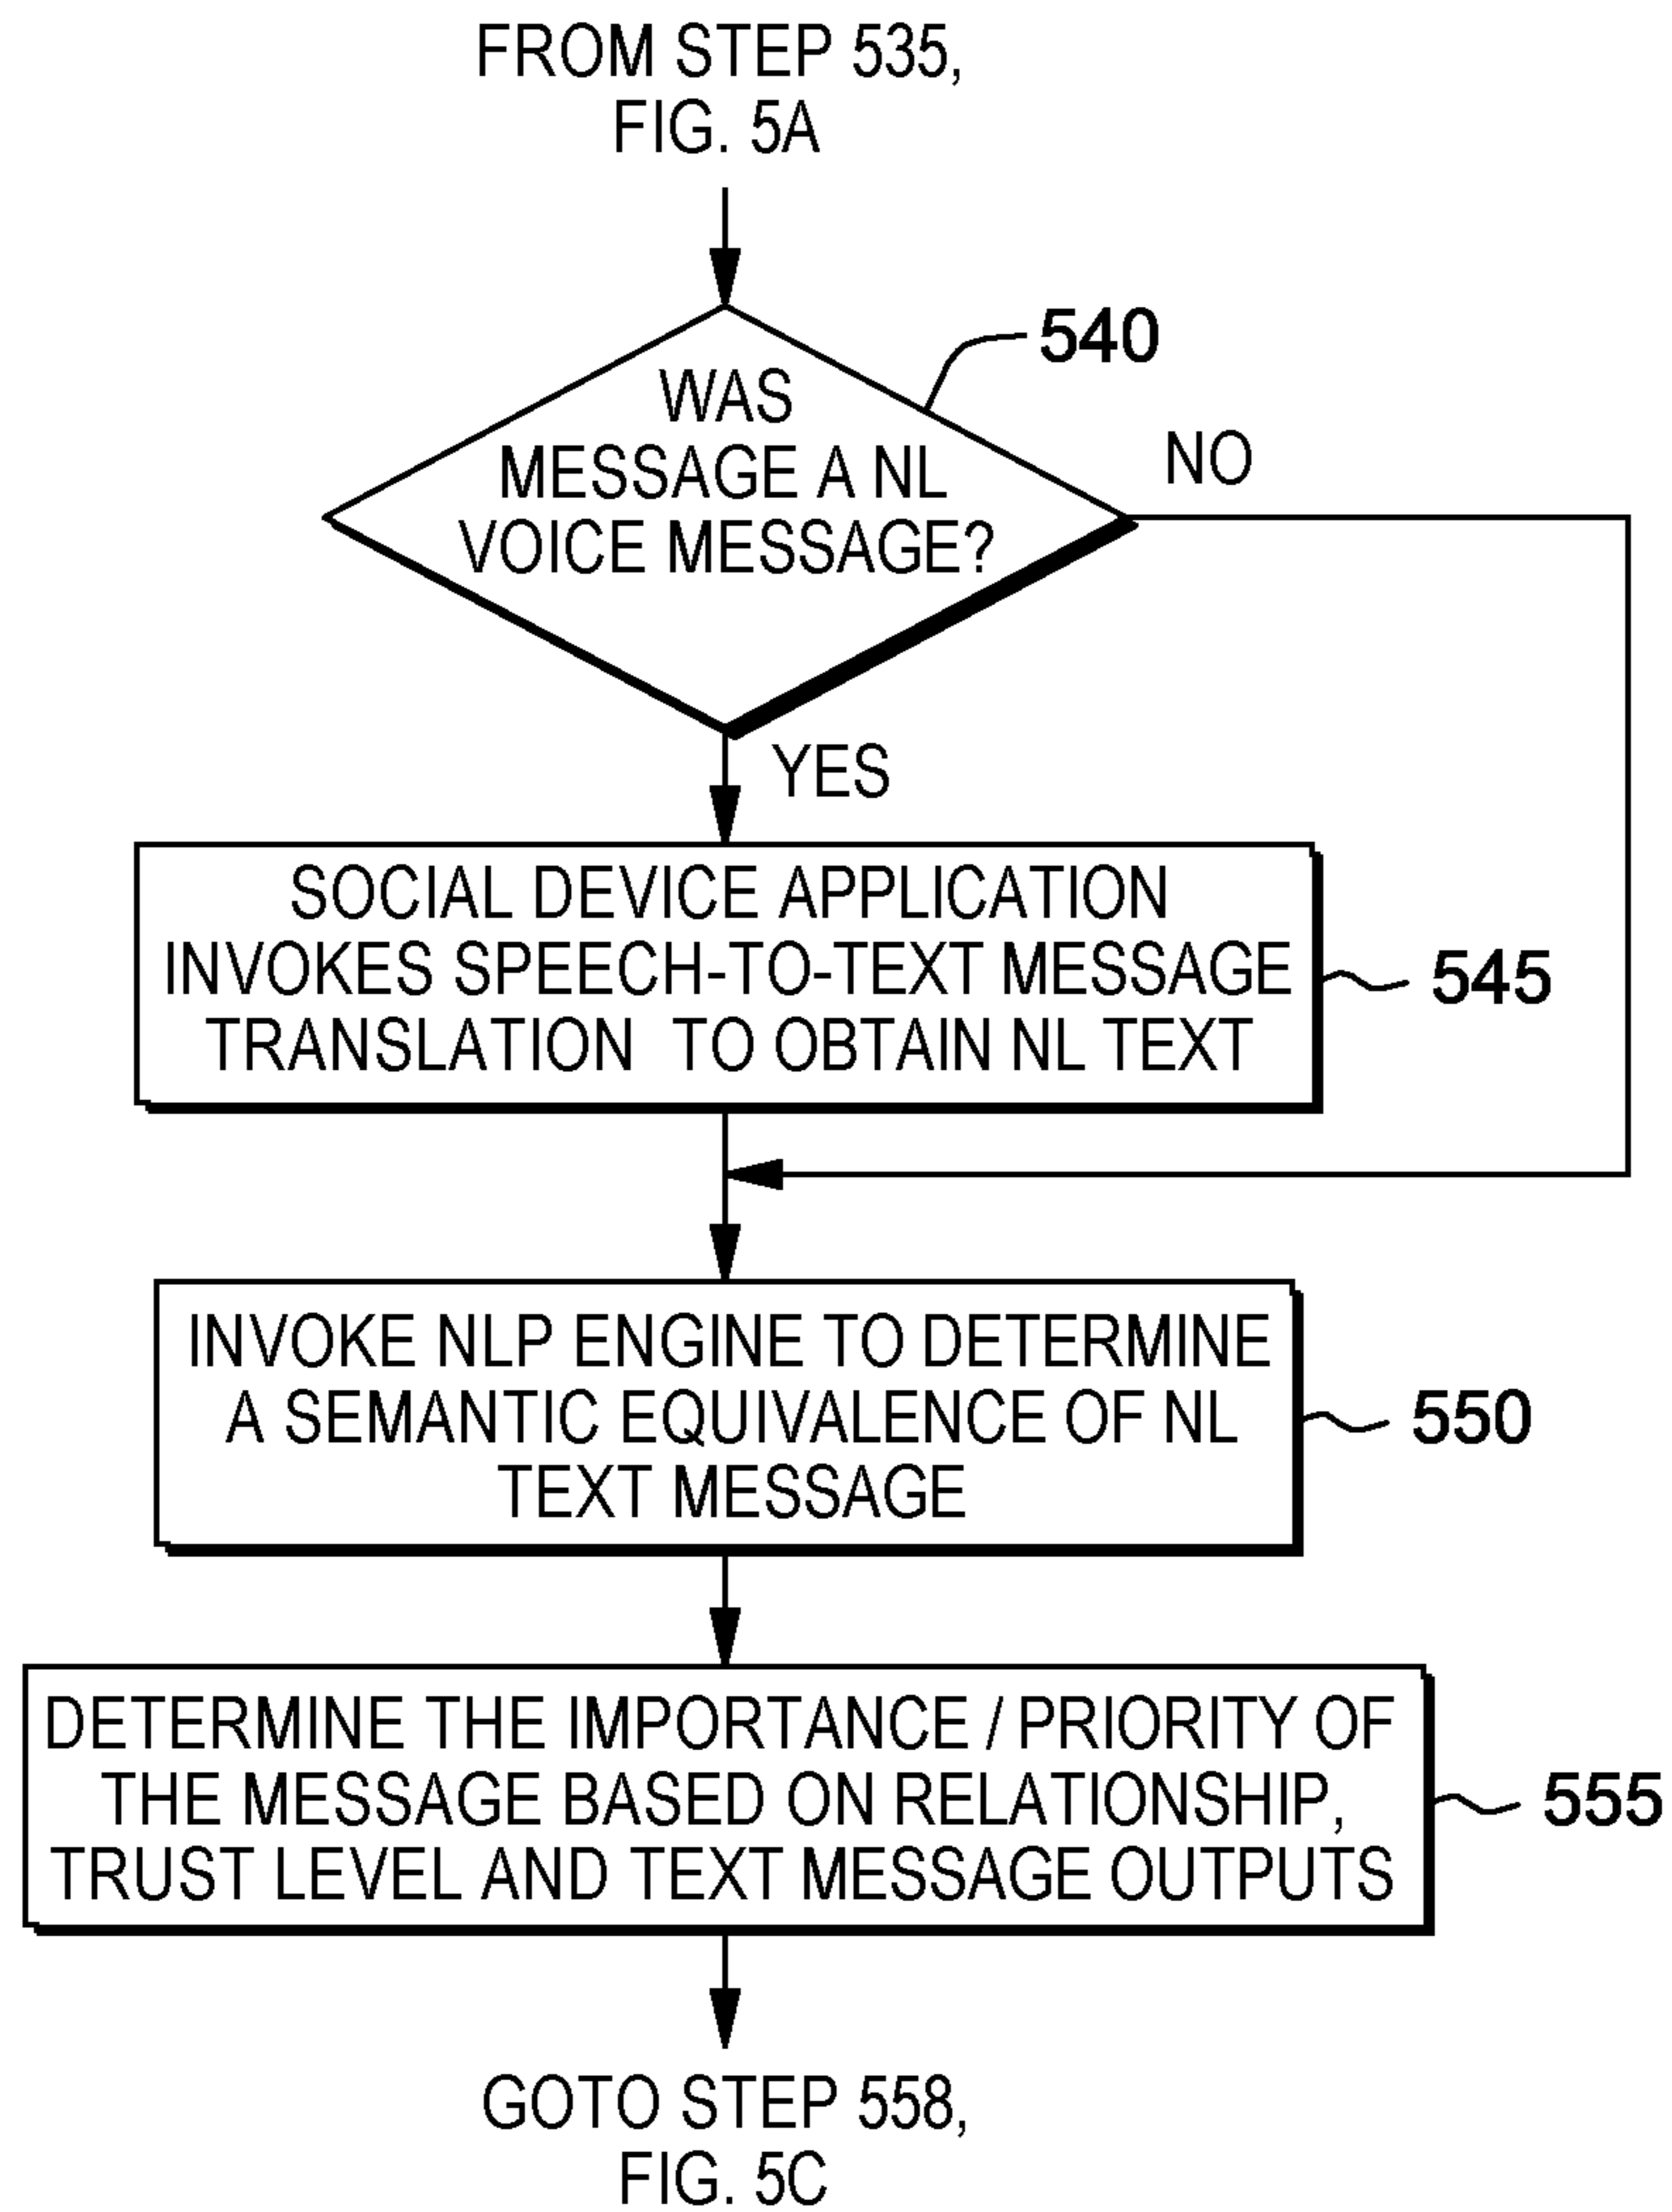 FROM STEP 535,
FIG. 5A
540
WAS
MESSAGE A NL
VOICE MESSAGE?
NO
YES
SOCIAL DEVICE APPLICATION
INVOKES SPEECH-TO-TEXT MESSAGE
TRANSLATION TO OBTAIN NL TEXT
545
INVOKE NLP ENGINE TO DETERMINE
A SEMANTIC EQUIVALENCE OF NL
TEXT MESSAGE
550
DETERMINE THE IMPORTANCE / PRIORITY OF
THE MESSAGE BASED ON RELATIONSHIP,
TRUST LEVEL AND TEXT MESSAGE OUTPUTS
555
GOTO STEP 558,
FIG. 5C